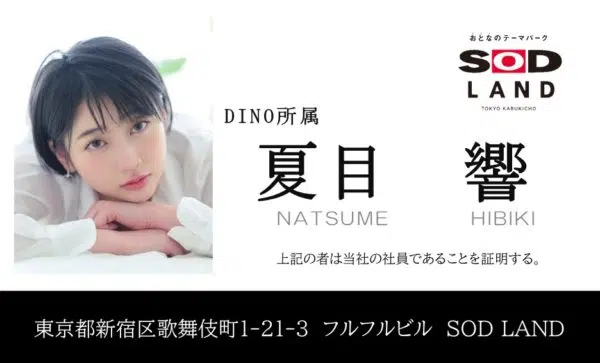 おとなのテーマパーク
SOD
LAND
TOKYO KABUKICHO
DINO所属
夏目 響
NATSUME HIBIKI
上記の者は当社の社員であることを証明する。
東京都新宿区歌舞伎町1-21-3 フルフルビル SOD LAND